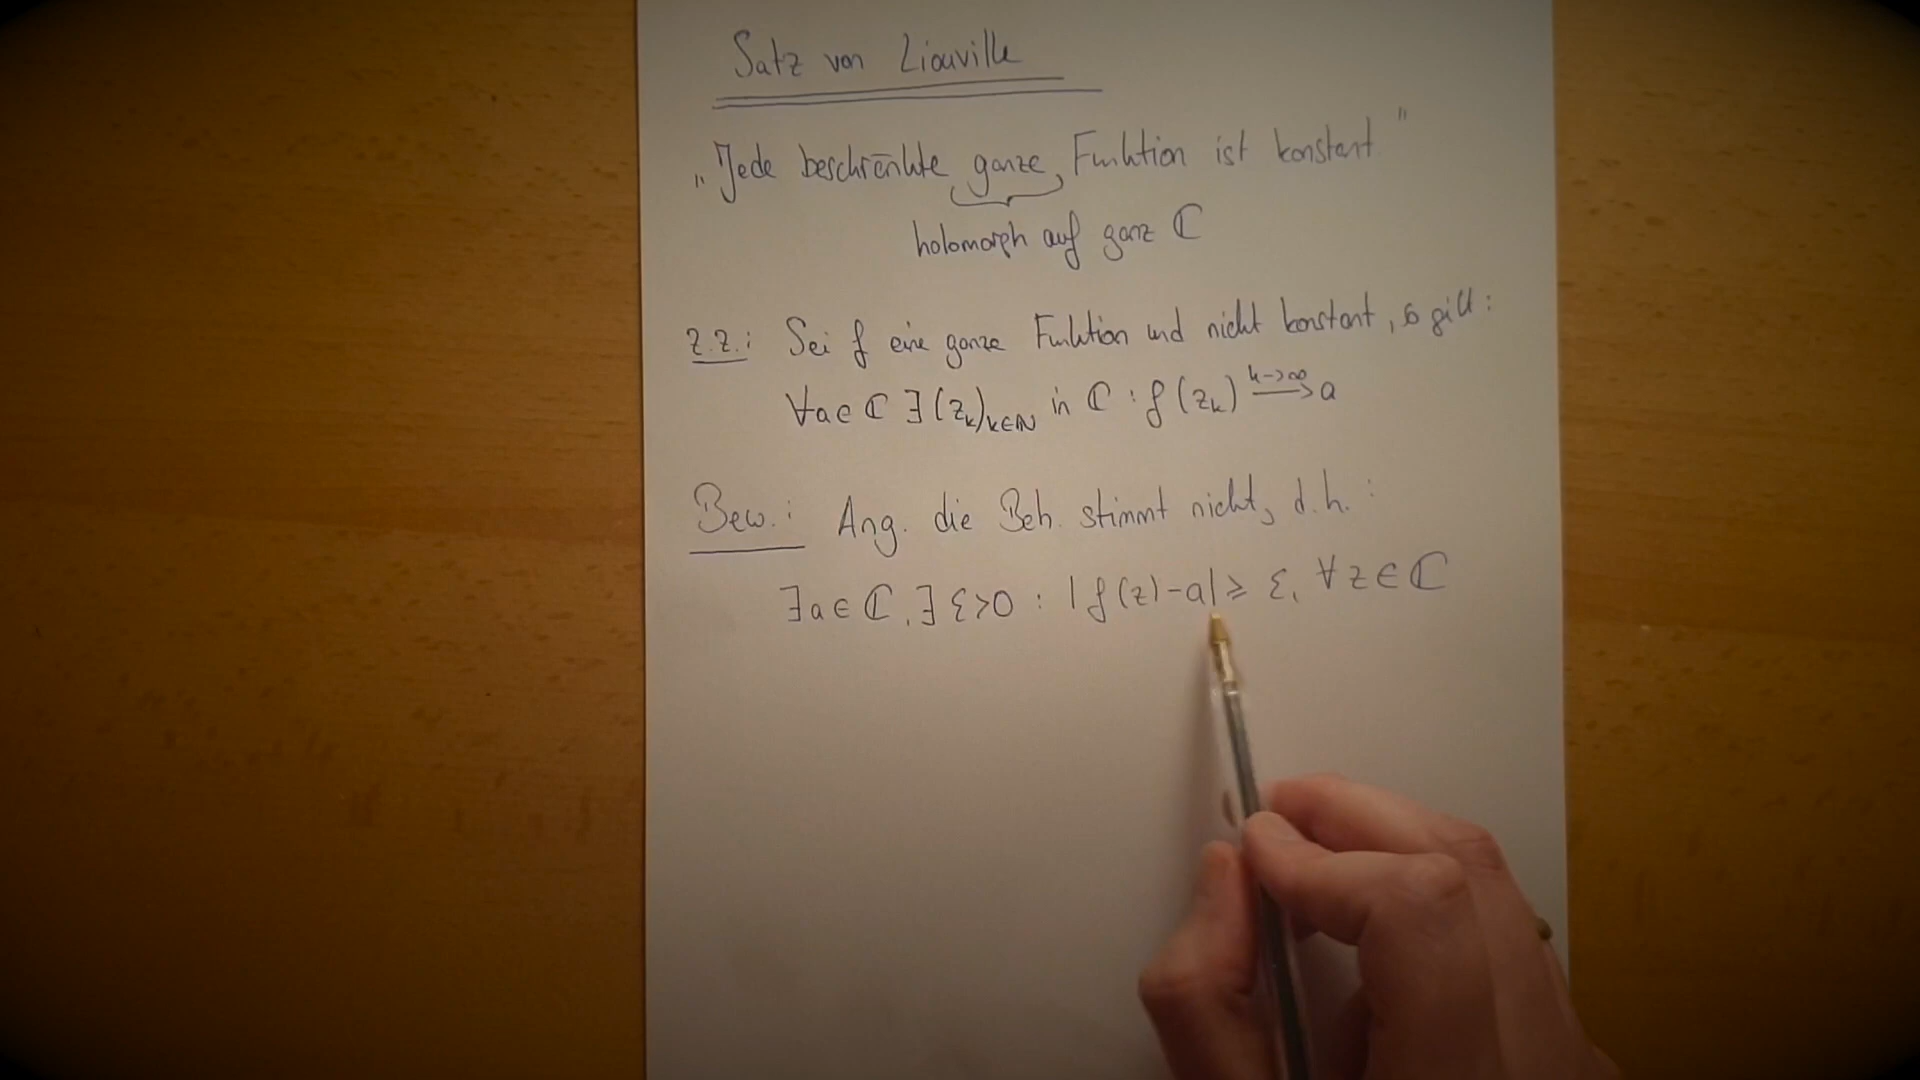 Satz von Liouville
„Jede beschränkte ganze Funktion ist konstant"
holomorph auf ganz ℂ
z.z.: Sei f eine ganze Funktion und nicht konstant, so gilt:
∀a∈ℂ ∃(z_k)_{k∈ℕ} in ℂ : f(z_k) \xrightarrow{k→∞} a
Bew.: Ang. die Beh. stimmt nicht, d.h.:
∃a∈ℂ, ∃ε>0 : |f(z)-a| ≥ ε, ∀z∈ℂ